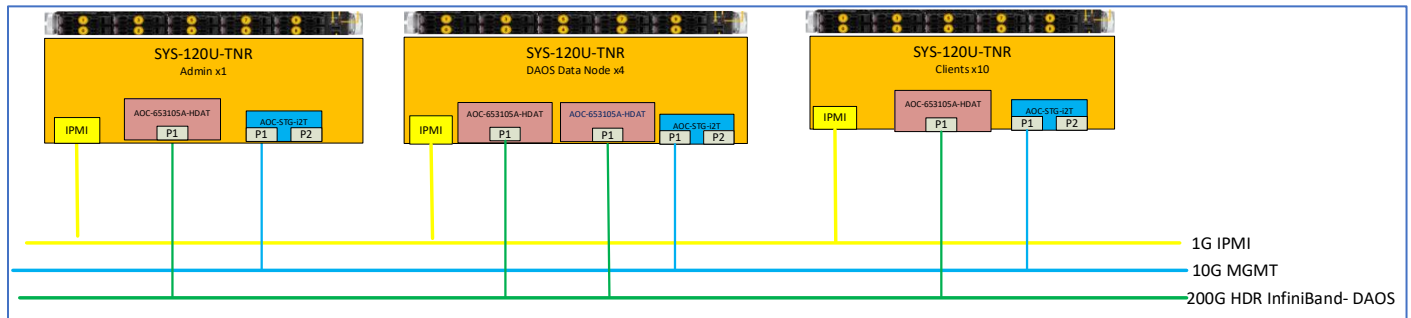 SYS-120U-TNR
Admin x1
IPMI
AOC-653105A-HDAT
P1
AOC-STG-i2T
P1
P2
SYS-120U-TNR
DAOS Data Node x4
IPMI
AOC-653105A-HDAT
P1
AOC-653105A-HDAT
P1
AOC-STG-i2T
P1
P2
SYS-120U-TNR
Clients x10
IPMI
AOC-653105A-HDAT
P1
AOC-STG-i2T
P1
P2
1G IPMI
10G MGMT
200G HDR InfiniBand- DAOS